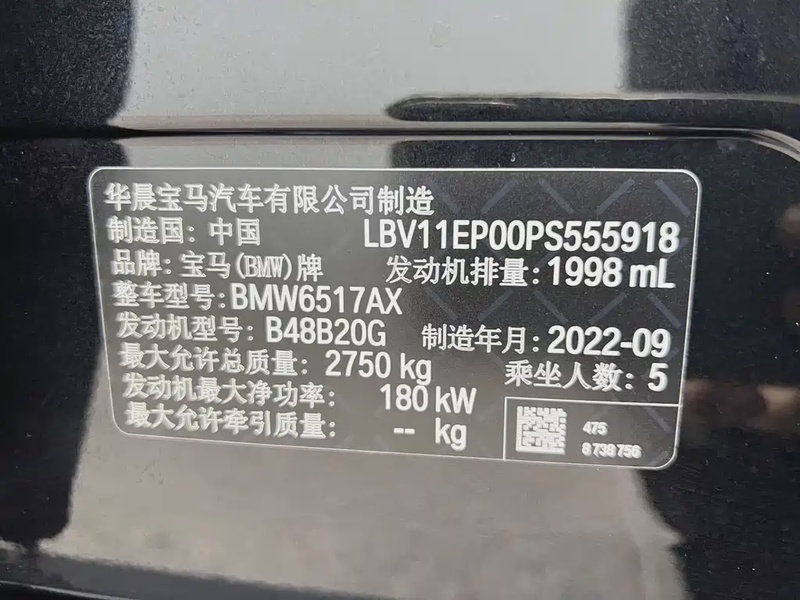 华晨宝马汽车有限公司制造
制造国: 中国 LBV11EP00PS555918
品牌: 宝马(BMW)牌 发动机排量: 1998 mL
整车型号: BMW6517AX
发动机型号: B48B20G 制造年月: 2022-09
最大允许总质量: 2750 kg 乘坐人数: 5
发动机最大净功率: 180 kW
最大允许牵引质量: -- kg
475
8 738 756